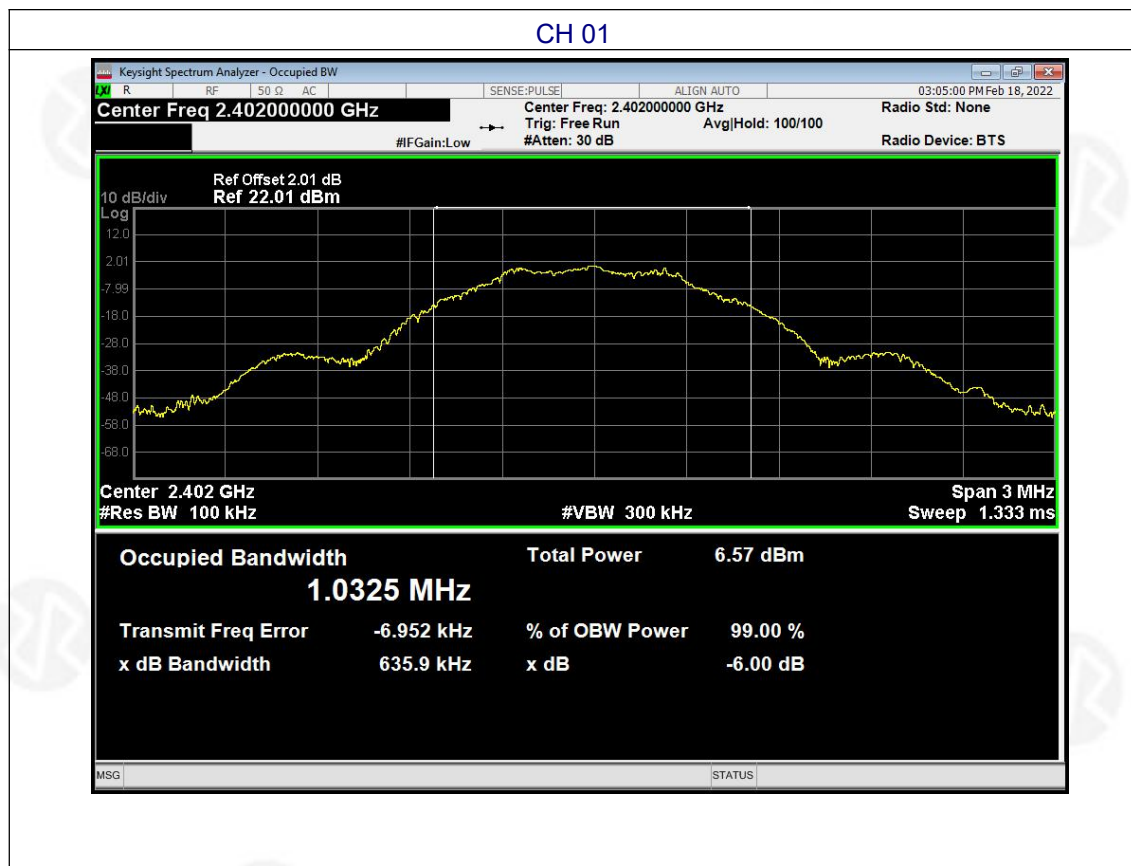 CH 01
Keysight Spectrum Analyzer - Occupied BW
LXI R RF 50 Ω AC SENSE:PULSE ALIGN AUTO 03:05:00 PM Feb 18, 2022
Center Freq 2.402000000 GHz Center Freq: 2.402000000 GHz Radio Std: None
Trig: Free Run Avg|Hold: 100/100
#IFGain:Low #Atten: 30 dB Radio Device: BTS
Ref Offset 2.01 dB
10 dB/div Ref 22.01 dBm
Log
12.0
2.01
-7.99
-18.0
-28.0
-38.0
-48.0
-58.0
-68.0
Center 2.402 GHz Span 3 MHz
#Res BW 100 kHz #VBW 300 kHz Sweep 1.333 ms
Occupied Bandwidth Total Power 6.57 dBm
1.0325 MHz
Transmit Freq Error -6.952 kHz % of OBW Power 99.00 %
x dB Bandwidth 635.9 kHz x dB -6.00 dB
MSG STATUS